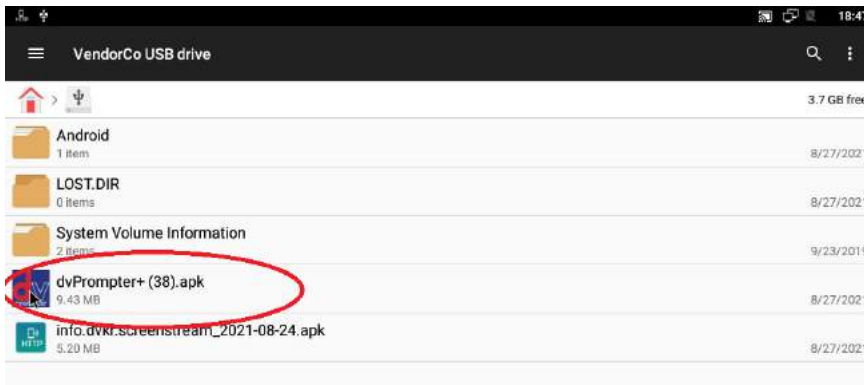 18:47
VendorCo USB drive
3.7 GB free
Android
1 item
8/27/2021
LOST.DIR
0 items
8/27/2021
System Volume Information
2 items
9/23/2019
dvPrompter+ (38).apk
9.43 MB
8/27/2021
HTTP
info.dvkr.screenstream_2021-08-24.apk
5.20 MB
8/27/2021